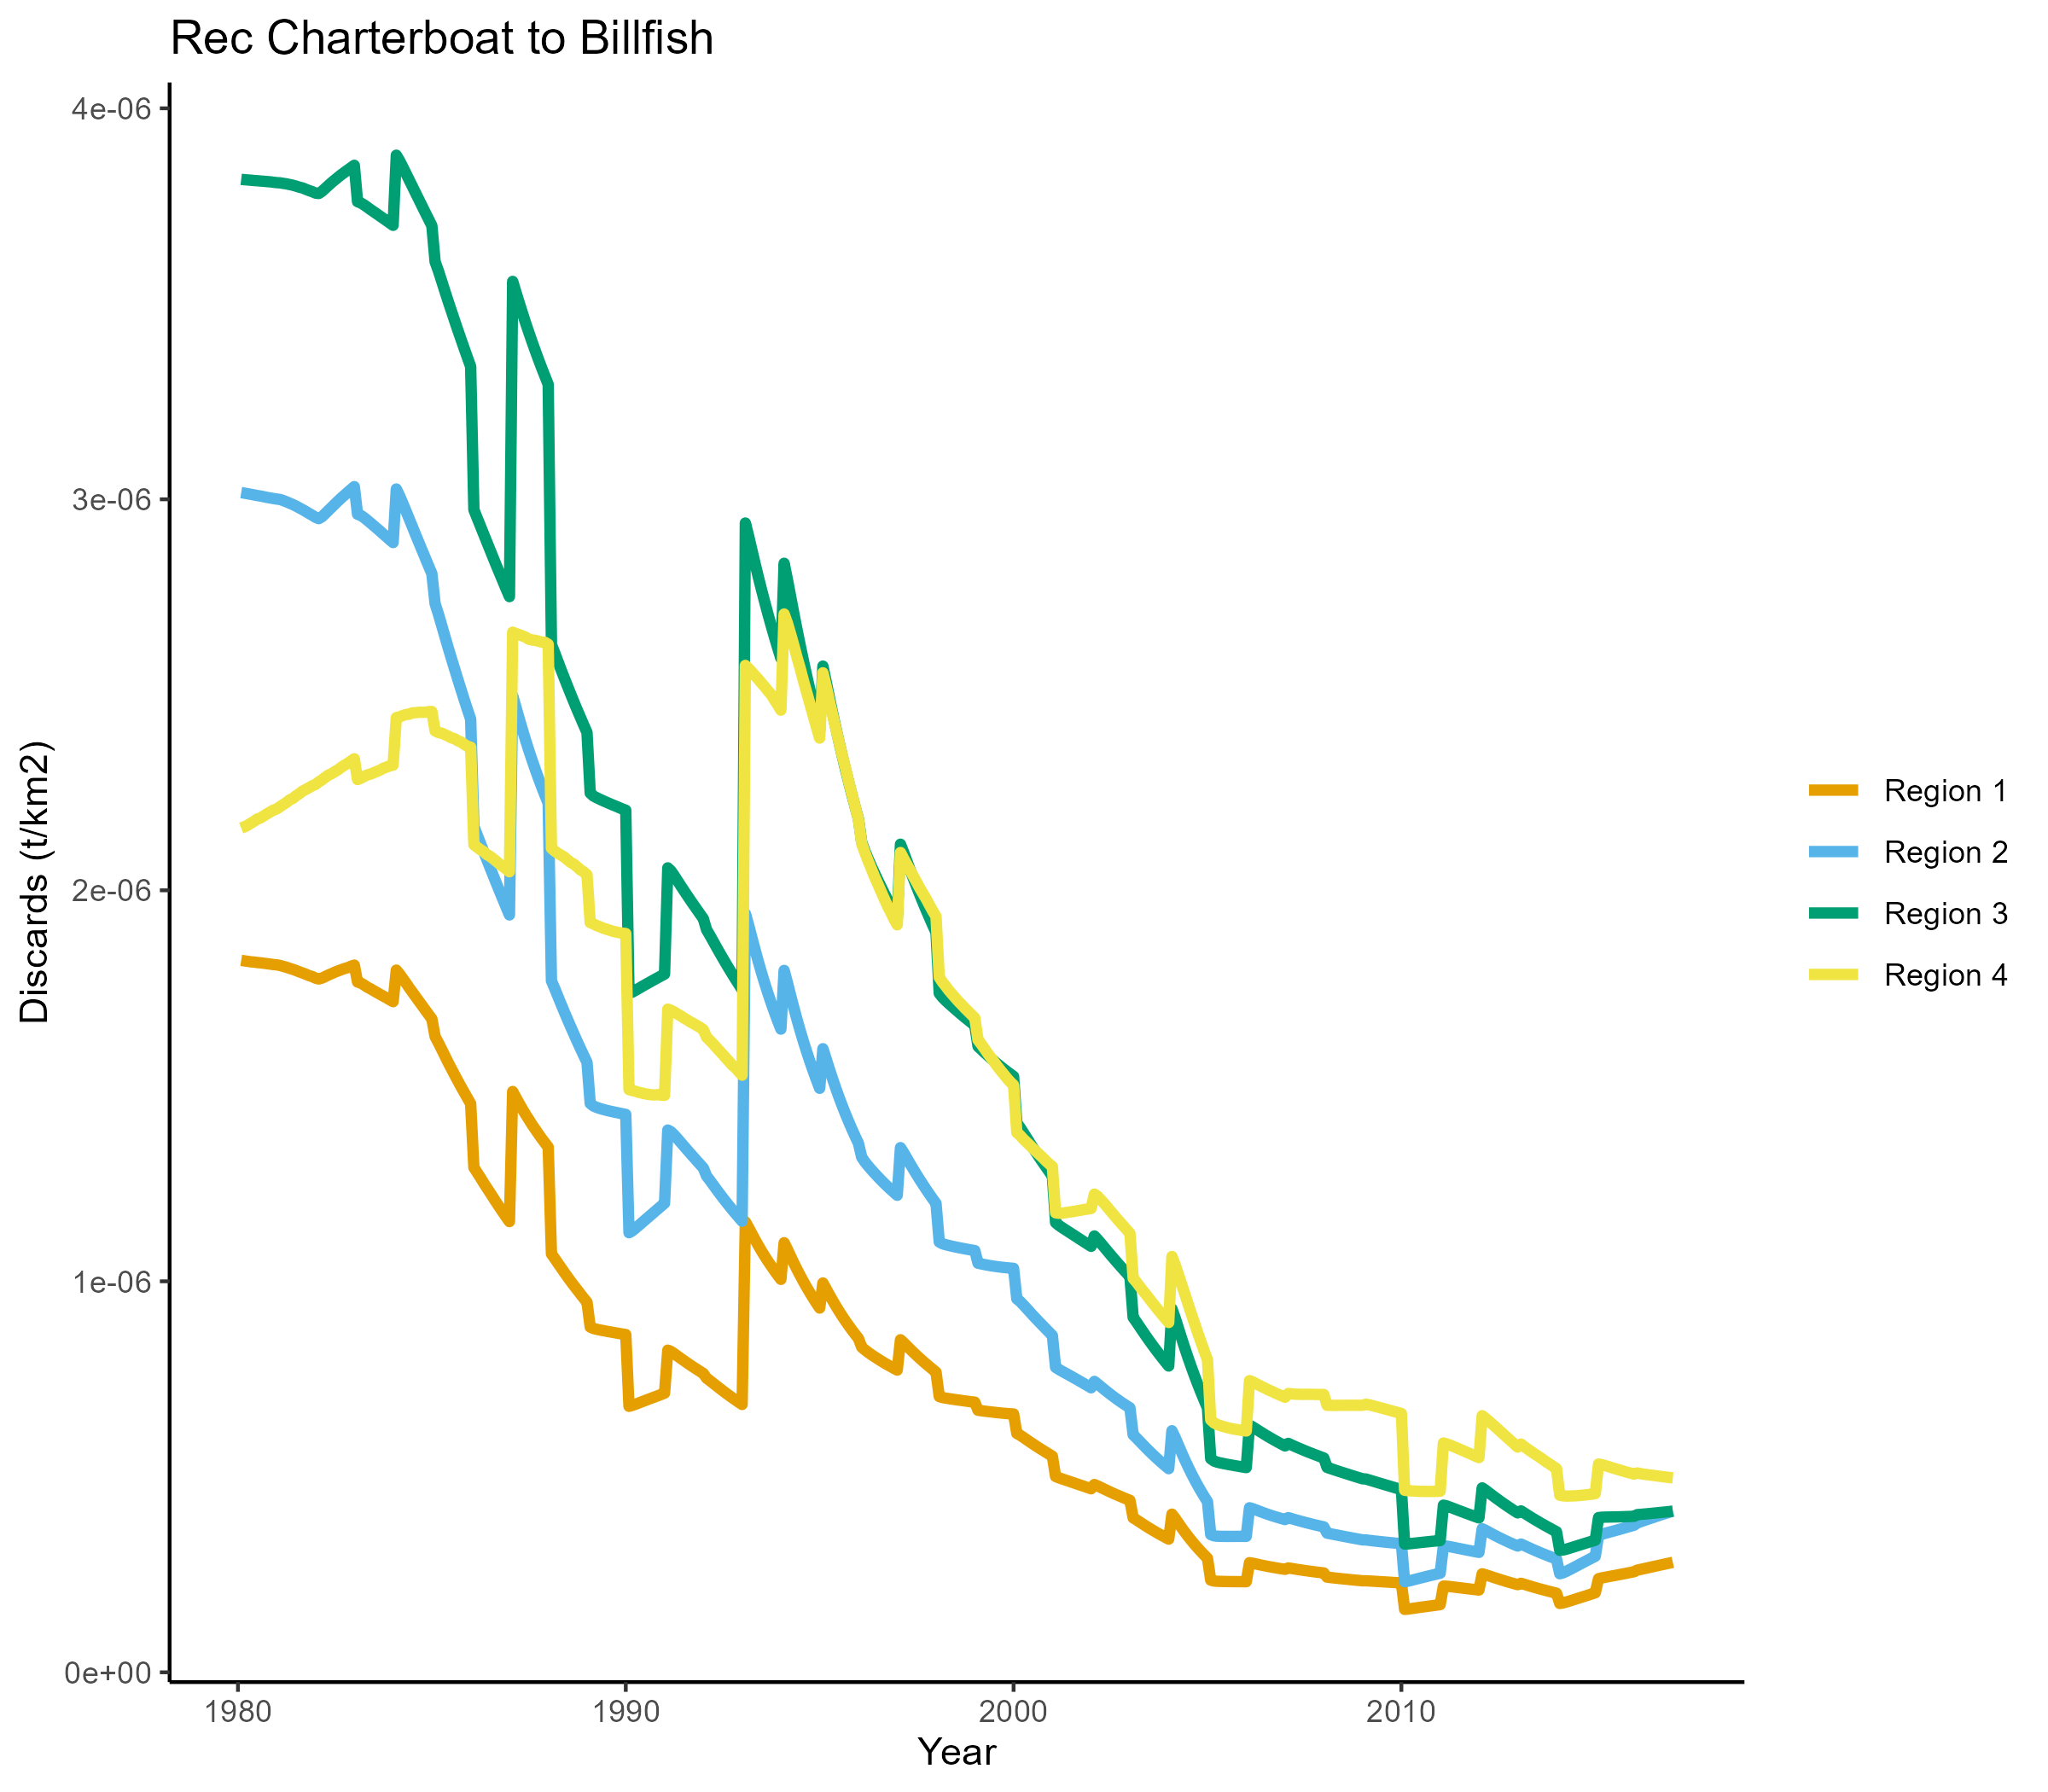 Rec Charterboat to Billfish
4e-06
3e-06
2e-06
1e-06
0e+00
Discards (t/km2)
1980
1990
2000
2010
Year
Region 1
Region 2
Region 3
Region 4